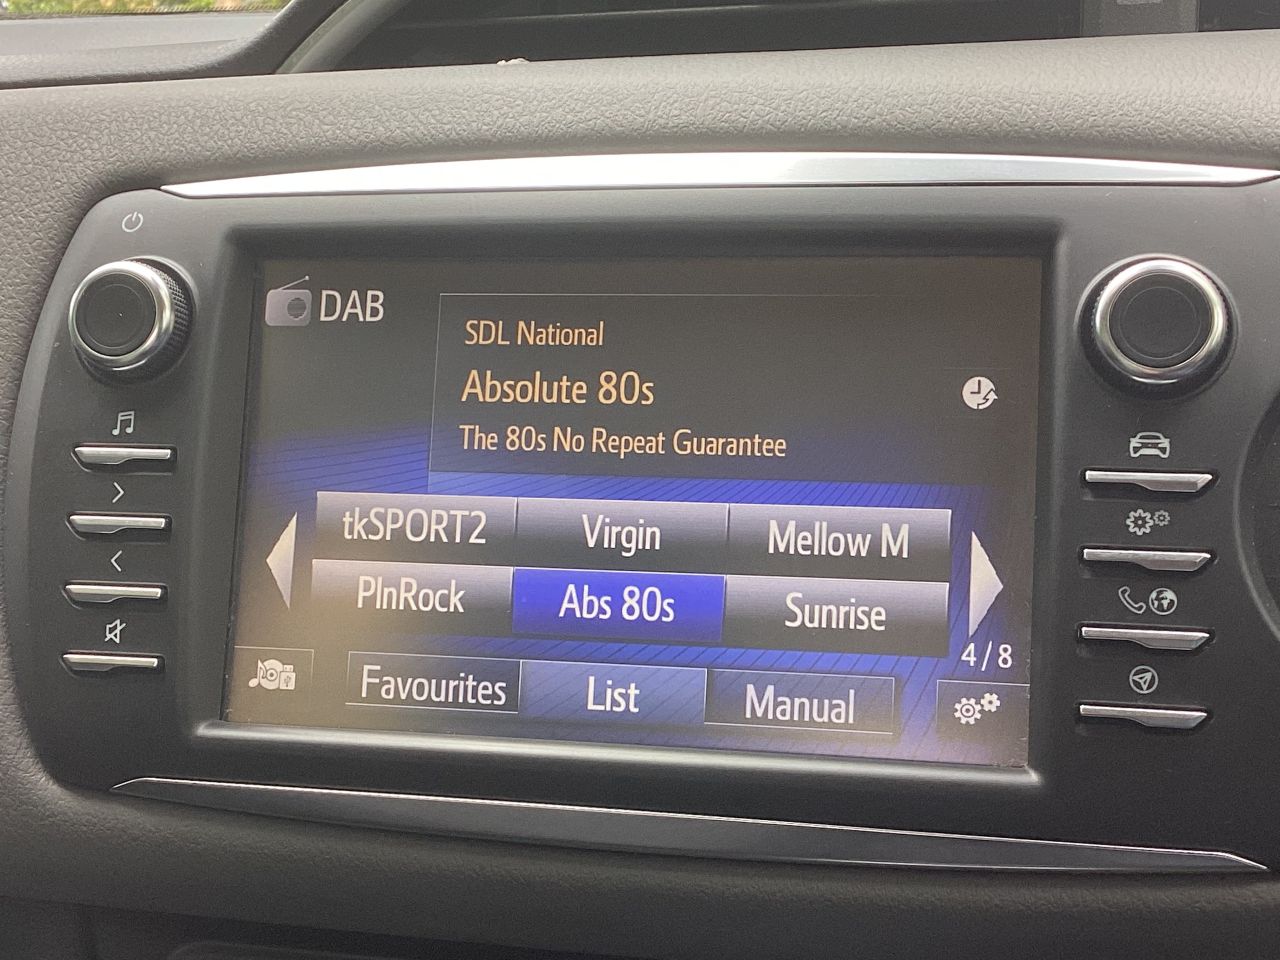 DAB
SDL National
Absolute 80s
The 80s No Repeat Guarantee
tkSPORT2 Virgin Mellow M
PlnRock Abs 80s Sunrise
4/8
Favourites List Manual